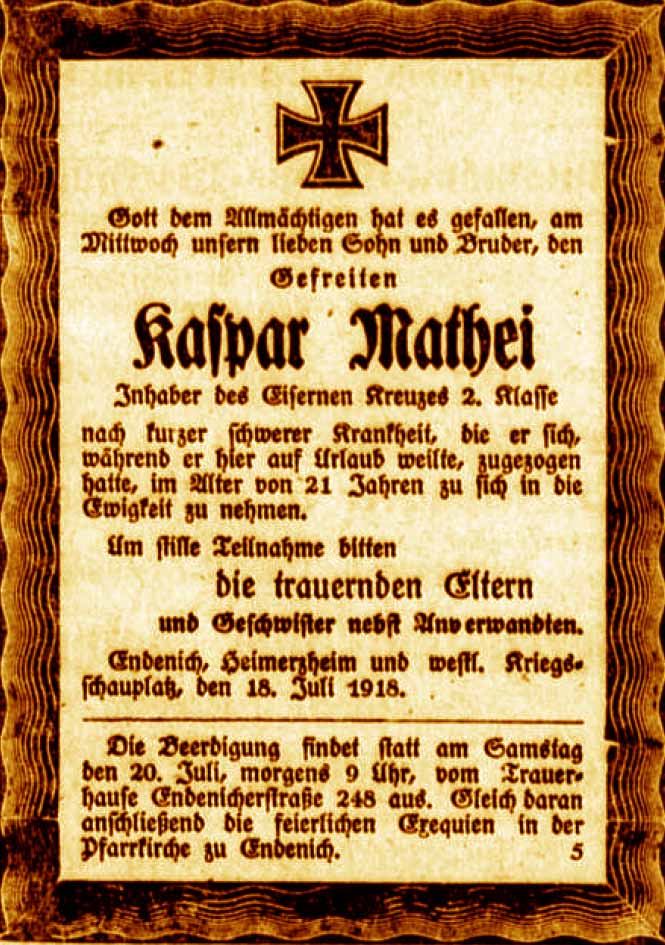 Gott dem Allmächtigen hat es gefallen, am
Mittwoch unsern lieben Sohn und Bruder, den
Gefreiten
Kaspar Mathei
Inhaber des Eisernen Kreuzes 2. Klasse
nach kurzer schwerer Krankheit, die er sich,
während er hier auf Urlaub weilte, zugezogen
hatte, im Alter von 21 Jahren zu sich in die
Ewigkeit zu nehmen.
Um stille Teilnahme bitten
die trauernden Eltern
und Geschwister nebst Anverwandten.
Endenich, Heimerzheim und westl. Kriegs-
schauplatz, den 18. Juli 1918.
Die Beerdigung findet statt am Samstag
den 20. Juli, morgens 9 Uhr, vom Trauer-
hause Endenicherstraße 248 aus. Gleich daran
anschließend die feierlichen Exequien in der
Pfarrkirche zu Endenich. 5